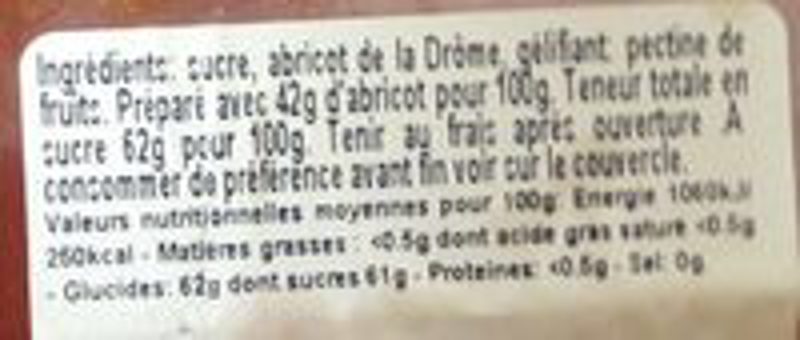 Ingrédients: sucre, abricot de la Drôme, gélifiant: pectine de
fruits. Préparé avec 42g d'abricot pour 100g. Teneur totale en
sucre 62g pour 100g. Tenir au frais après ouverture. A
consommer de préférence avant fin voir sur le couvercle.
Valeurs nutritionnelles moyennes pour 100g: Energie 1060kJ/
250kcal - Matières grasses : <0.5g dont acide gras saturé <0.5g
- Glucides: 62g dont sucres 61g - Proteines: <0.5g - Sel: 0g